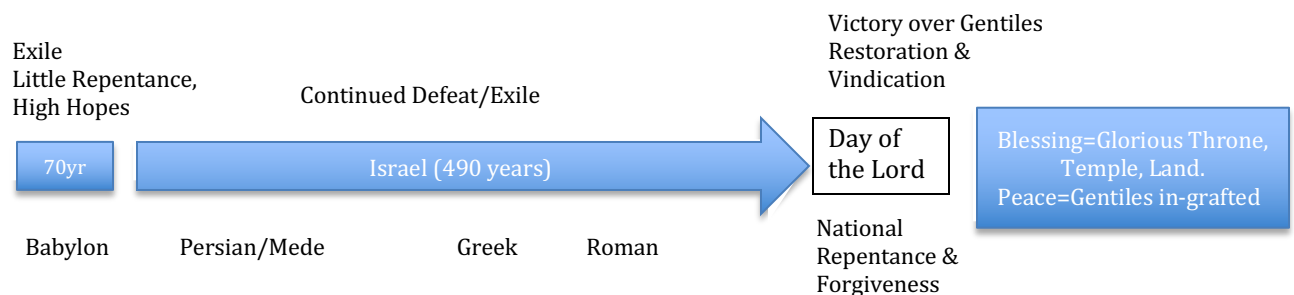 Exile
Little Repentance,
High Hopes
Continued Defeat/Exile
Victory over Gentiles
Restoration &
Vindication
70yr
Israel (490 years)
Day of
the Lord
Blessing=Glorious Throne,
Temple, Land.
Peace=Gentiles in-grafted
Babylon
Persian/Mede
Greek
Roman
National
Repentance &
Forgiveness